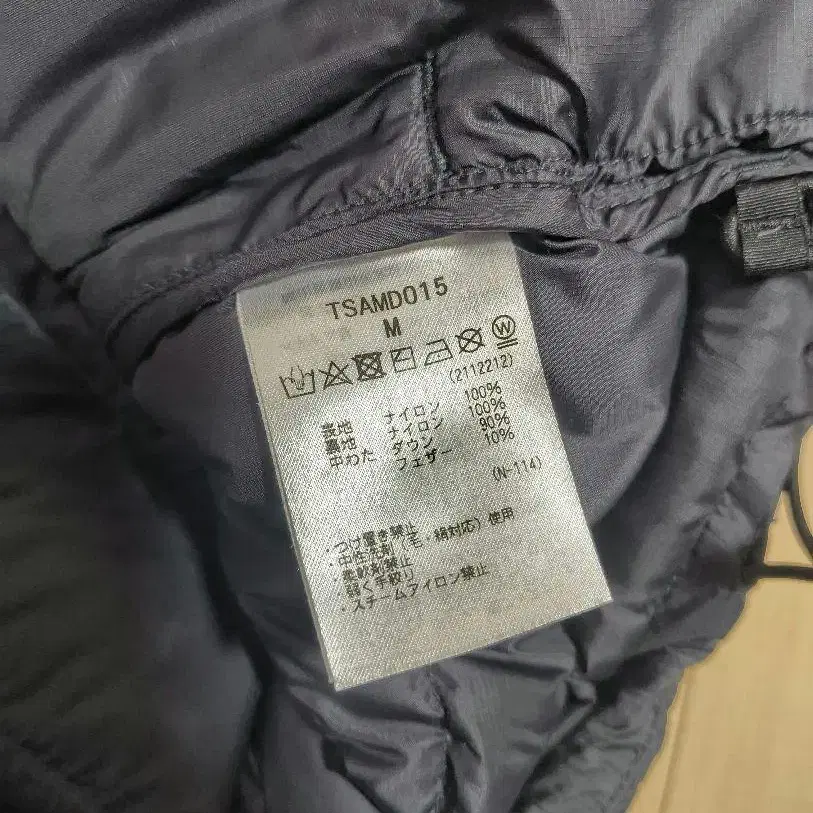 TSAMD015
M
W
(2112212)
表地 ナイロン 100%
裏地 ナイロン 100%
中わた ダウン 90%
フェザー 10%
(N-114)
・つけ置き禁止
・中性洗剤(毛・絹対応)使用
・柔軟剤禁止
・弱く手絞り
・スチームアイロン禁止